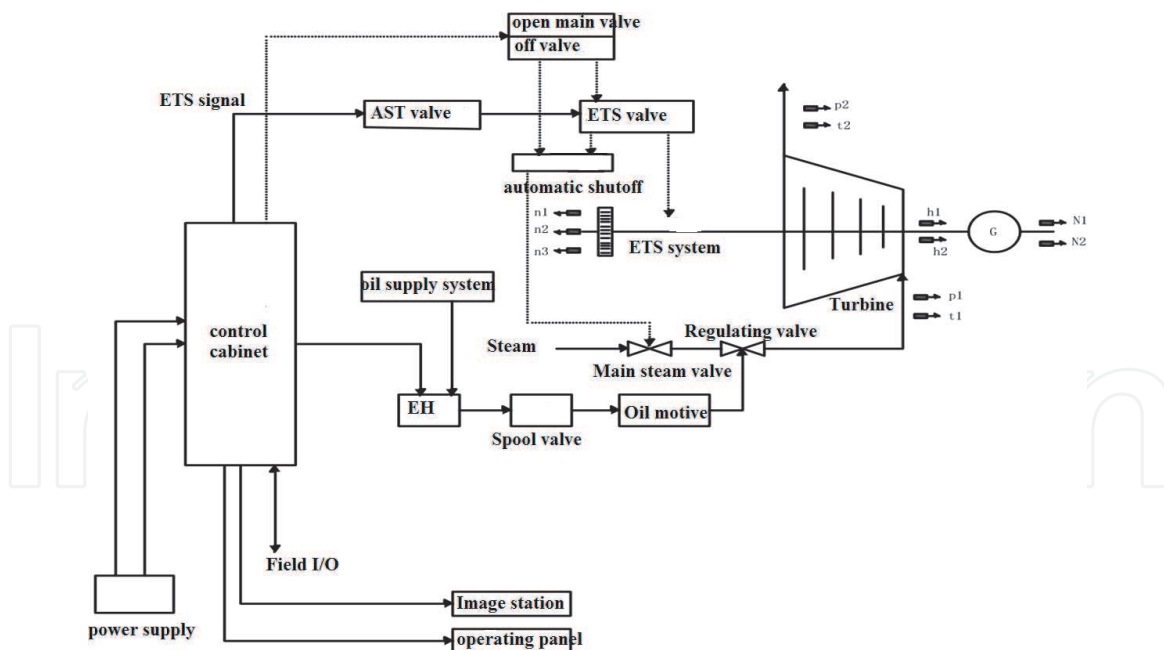 open main valve
off valve
ETS signal
AST valve
ETS valve
p2
t2
automatic shutoff
n1
n2
n3
ETS system
h1
h2
G
N1
N2
oil supply system
Turbine
p1
t1
control
cabinet
Steam
Regulating valve
Main steam valve
EH
Spool valve
Oil motive
Field I/O
power supply
Image station
operating panel